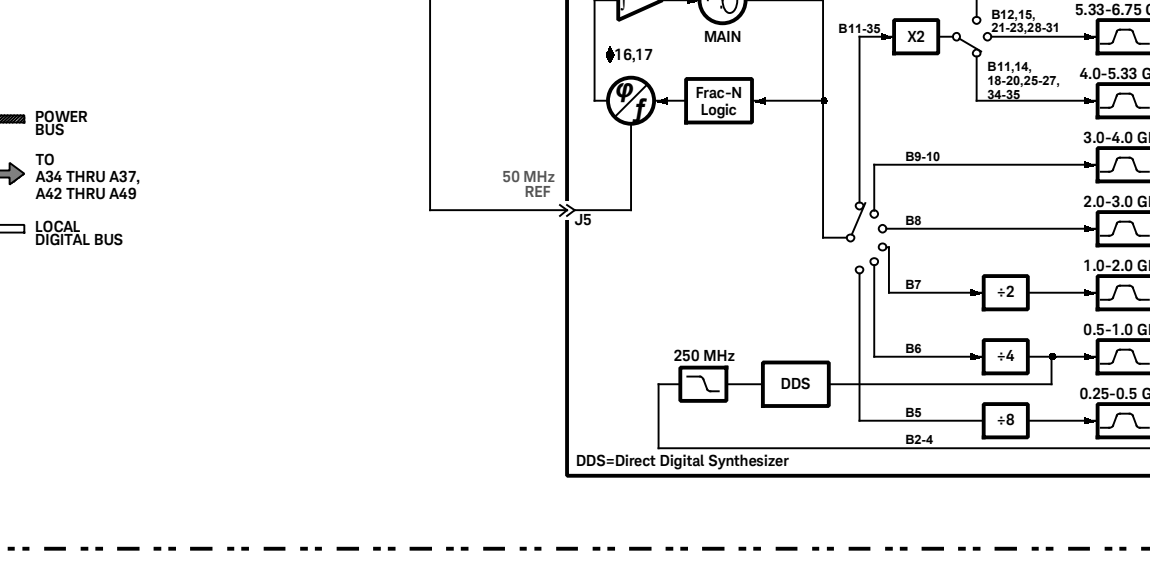 MAIN
16,17
φ
f
Frac-N
Logic
50 MHz
REF
J5
POWER
BUS
TO
A34 THRU A37,
A42 THRU A49
LOCAL
DIGITAL BUS
B11-35
X2
B12,15,
21-23,28-31
B11,14,
18-20,25-27,
34-35
5.33-6.75 G
4.0-5.33 G
3.0-4.0 G
2.0-3.0 G
1.0-2.0 G
0.5-1.0 G
0.25-0.5 G
B9-10
B8
B7
÷2
B6
÷4
250 MHz
DDS
B5
÷8
B2-4
DDS=Direct Digital Synthesizer